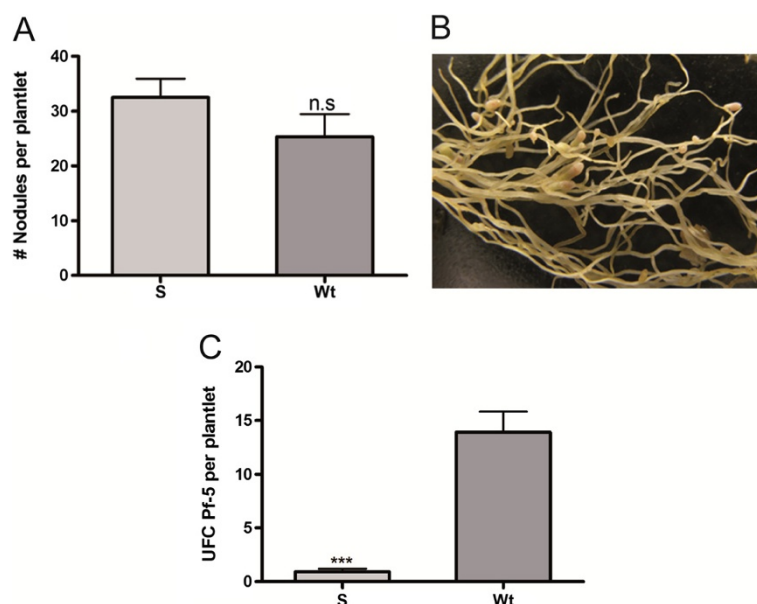 A
# Nodules per plantlet
40
30
20
10
0
n.s
S
Wt
B
C
UFC Pf-5 per plantlet
20
15
10
5
0
***
S
Wt